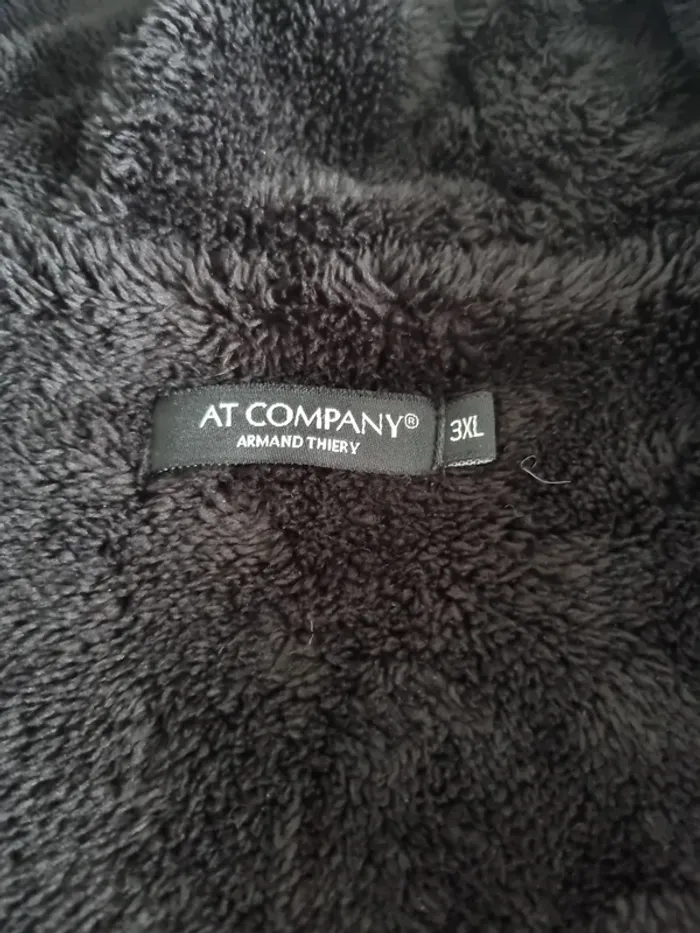 AT COMPANY®
ARMAND THIERY
3XL